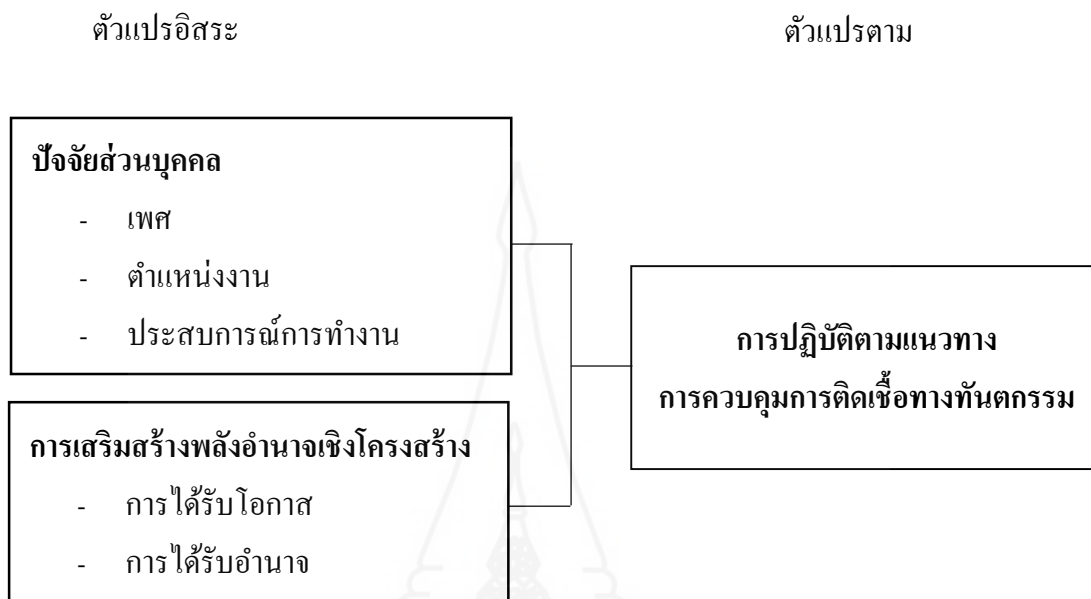 ตัวแปรอิสระ
ตัวแปรตาม
ปัจจัยส่วนบุคคล
- เพศ
- ตำแหน่งงาน
- ประสบการณ์การทำงาน
การปฏิบัติตามแนวทาง
การควบคุมการติดเชื้อทางทันตกรรม
การเสริมสร้างพลังอำนาจเชิงโครงสร้าง
- การได้รับโอกาส
- การได้รับอำนาจ